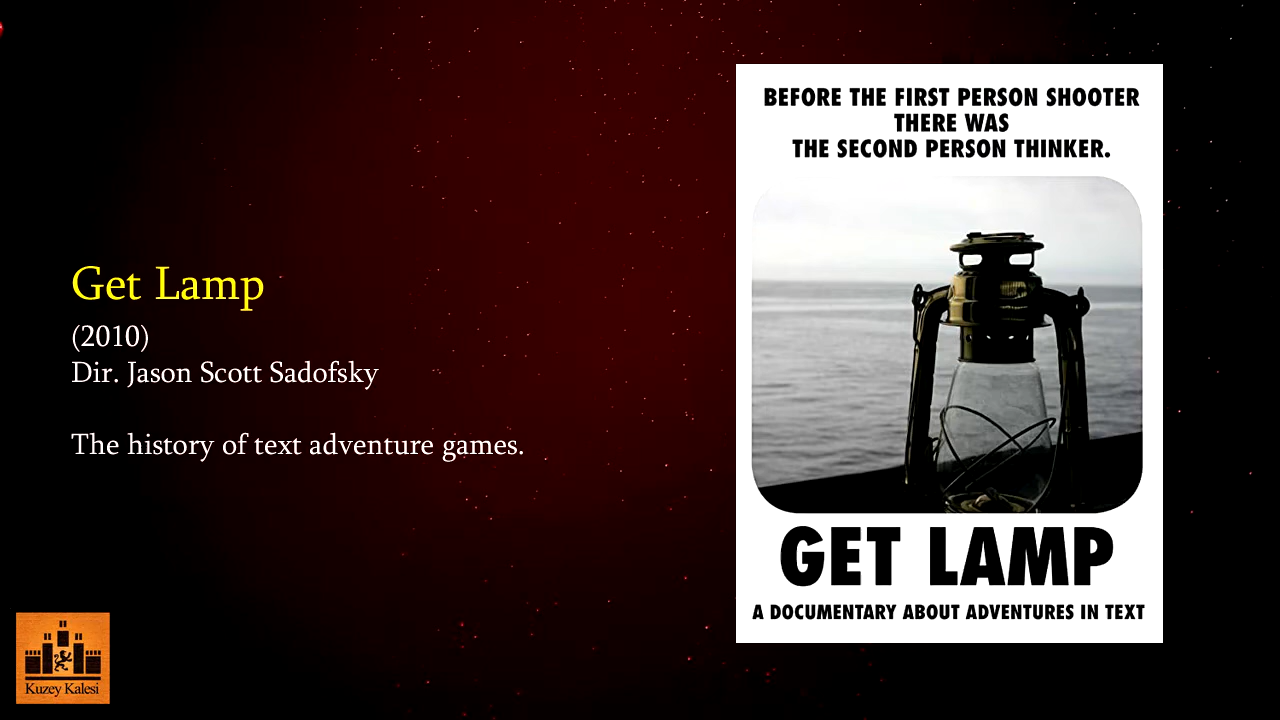 Get Lamp
(2010)
Dir. Jason Scott Sadofsky
The history of text adventure games.
BEFORE THE FIRST PERSON SHOOTER
THERE WAS
THE SECOND PERSON THINKER.
GET LAMP
A DOCUMENTARY ABOUT ADVENTURES IN TEXT
Kuzey Kalesi